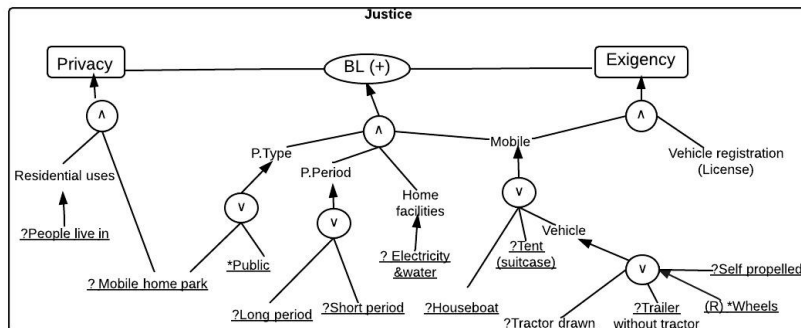 Justice
Privacy
BL (+)
Exigency
∧
∧
∧
P.Type
Mobile
Vehicle registration
(License)
Residential uses
P.Period
Home
facilities
∨
∨
∨
?People live in
Vehicle
?Tent
(suitcase)
*Public
? Electricity
&water
∨
?Self propelled
? Mobile home park
?Long period
?Short period
?Houseboat
?Trailer
without tractor
(R) *Wheels
?Tractor drawn